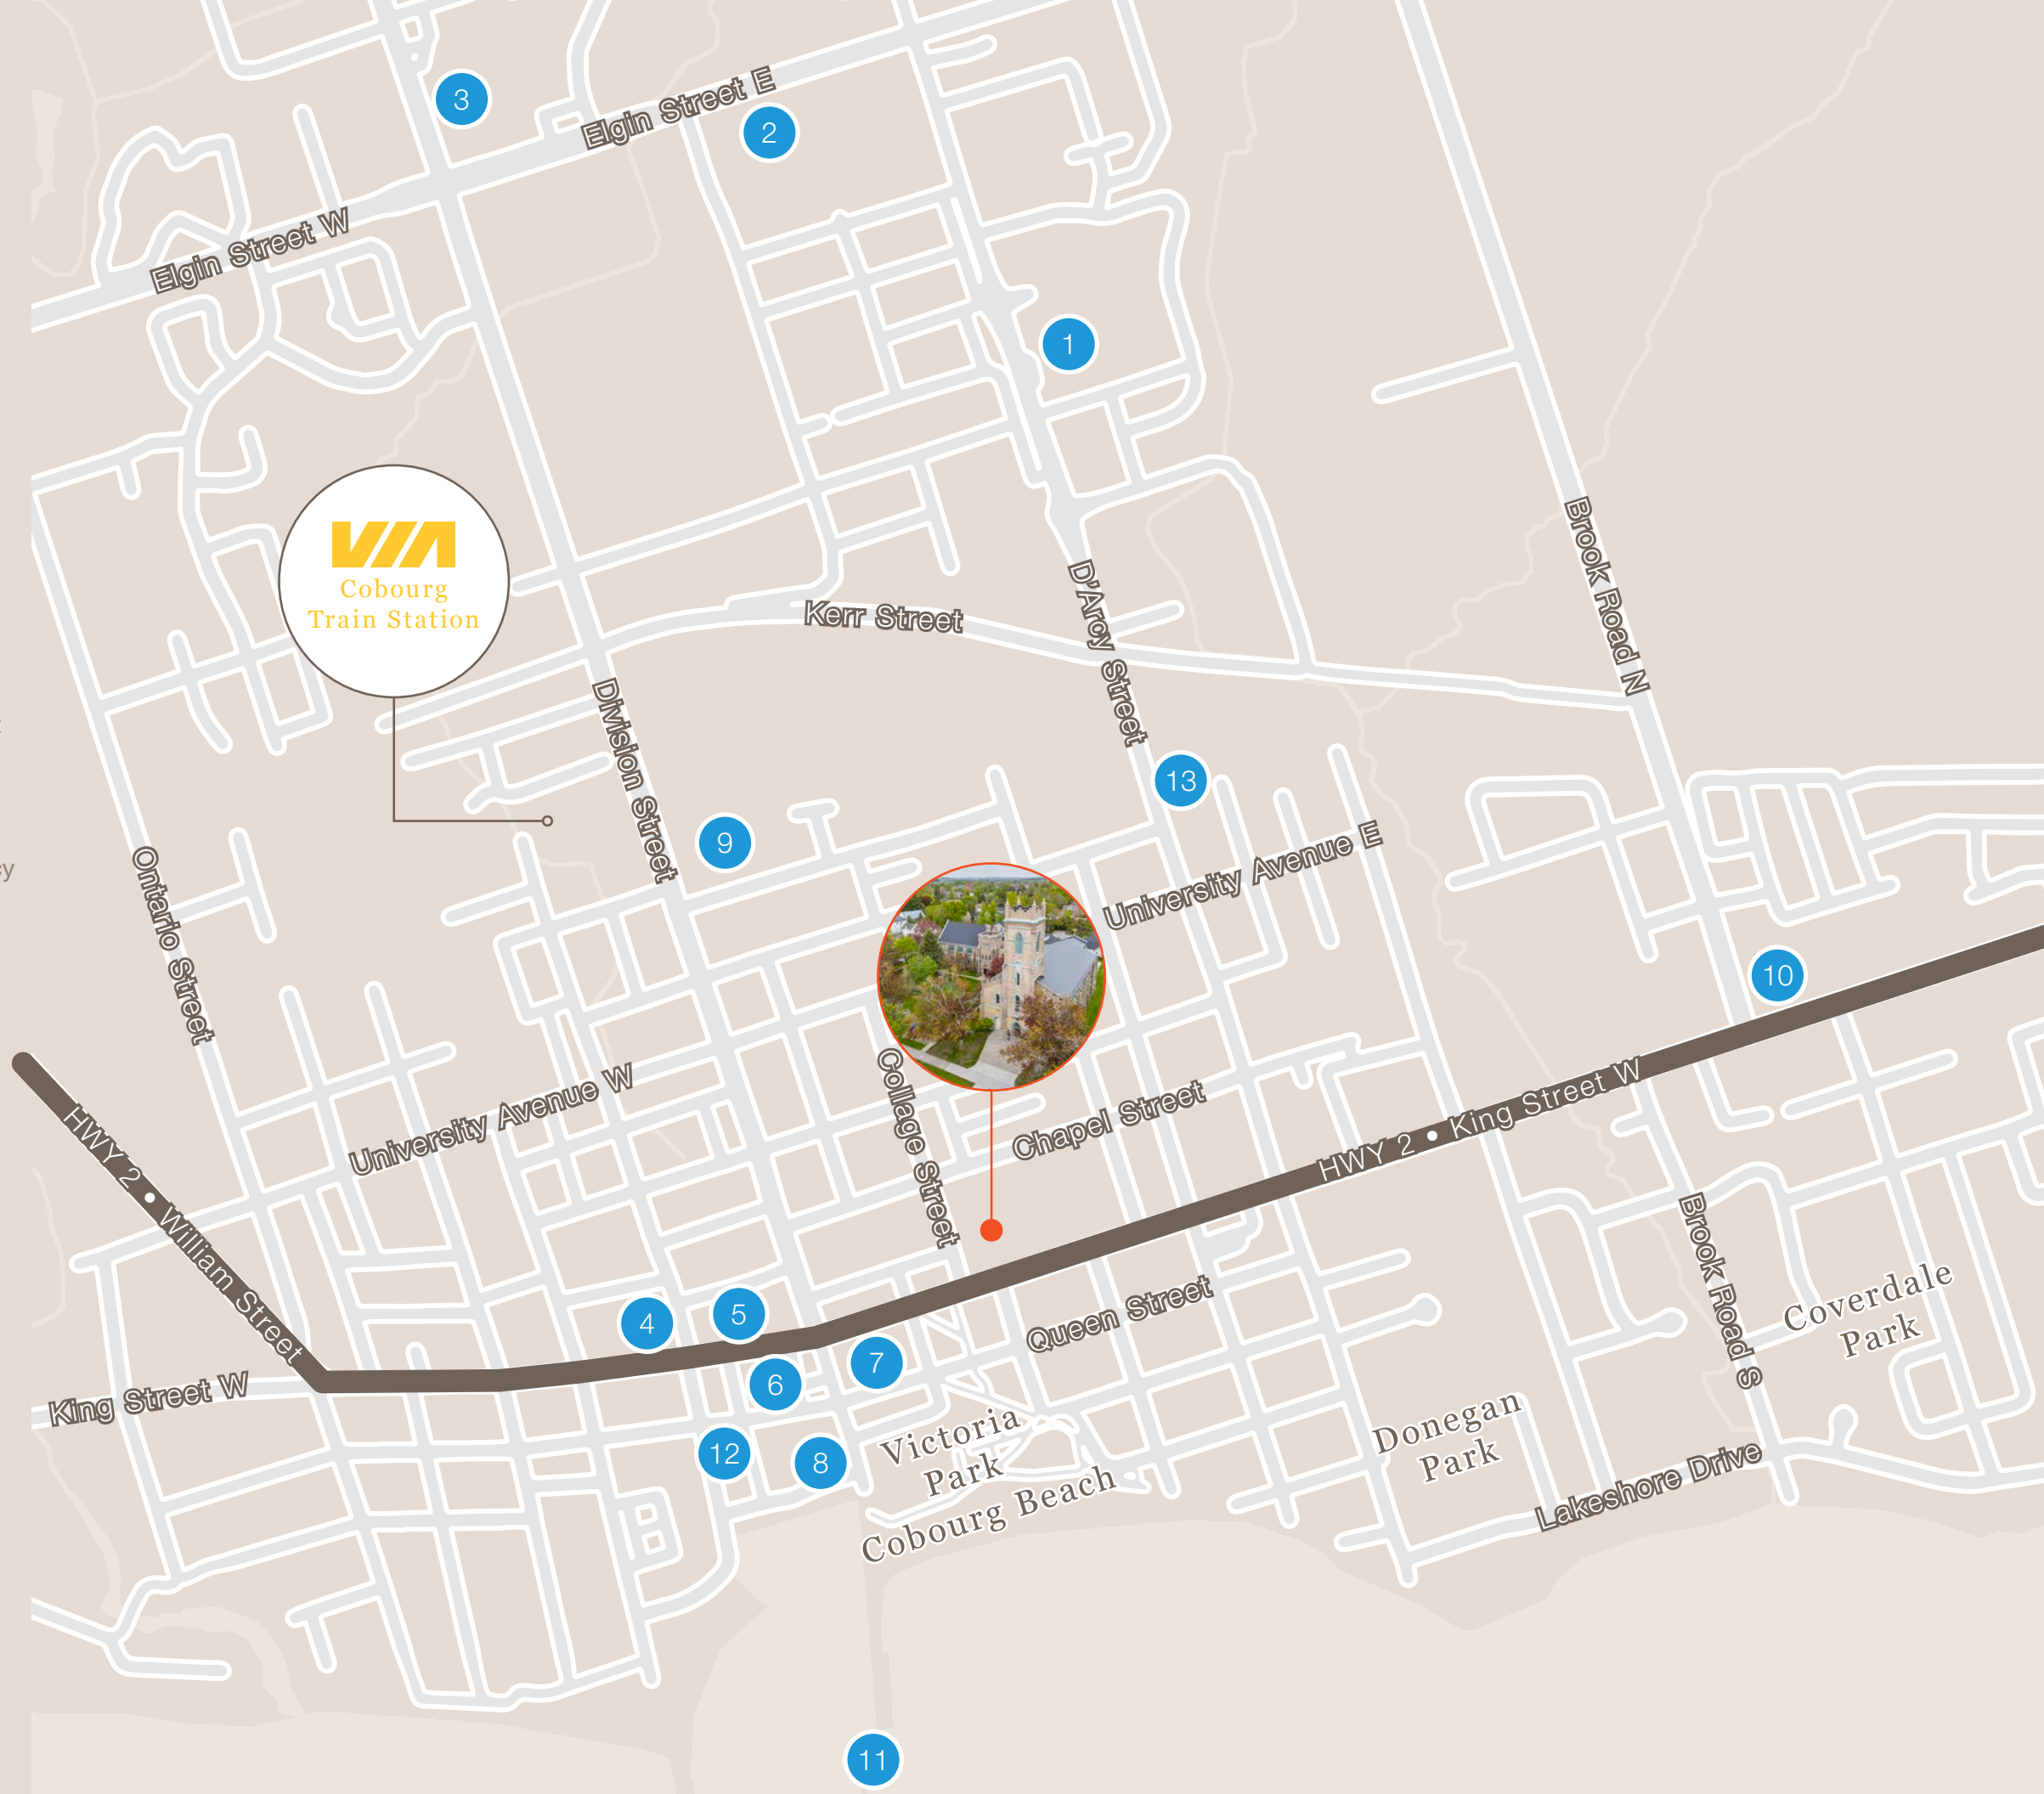 3
Elgin Street E
2
Elgin Street W
1
VIA
Cobourg
Train Station
Kerr Street
D'Arcy Street
Brook Road N
Division Street
13
9
University Avenue E
Ontario Street
cy
10
University Avenue W
Collage Street
Chapel Street
HWY 2 • King Street W
HWY 2 • William Street
Brook Road S
Coverdale
Park
4
5
Queen Street
7
6
King Street W
Victoria
Park
Donegan
Park
12
8
Cobourg Beach
Lakeshore Drive
11